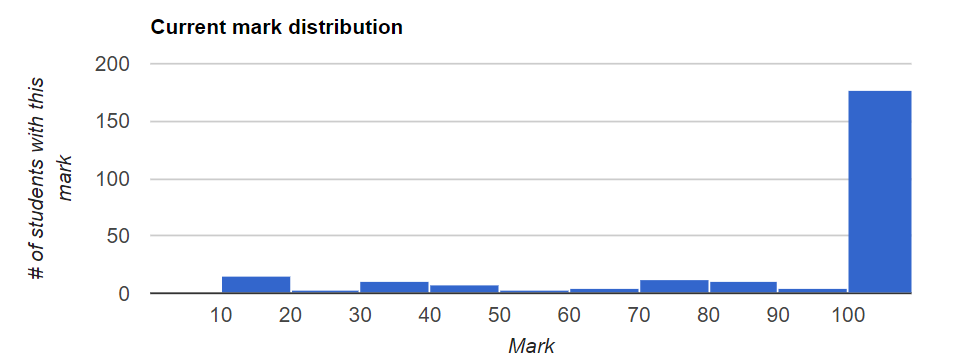 Current mark distribution
# of students with this
mark
200
150
100
50
0
10 20 30 40 50 60 70 80 90 100
Mark